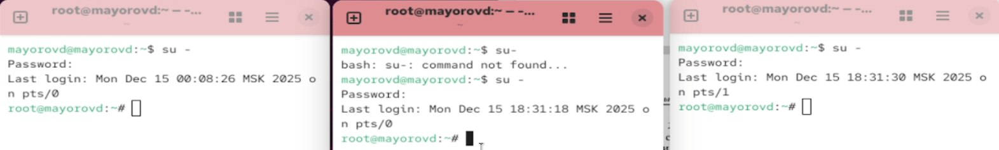 root@mayorovd:~ — -...
~
mayorovd@mayorovd:~$ su -
Password:
Last login: Mon Dec 15 00:08:26 MSK 2025 o
n pts/0
root@mayorovd:~#
root@mayorovd:~ — -...
~
mayorovd@mayorovd:~$ su-
bash: su-: command not found...
mayorovd@mayorovd:~$ su -
Password:
Last login: Mon Dec 15 18:31:18 MSK 2025 o
n pts/0
root@mayorovd:~#
root@mayorovd:~ — -...
~
mayorovd@mayorovd:~$ su -
Password:
Last login: Mon Dec 15 18:31:30 MSK 2025 o
n pts/1
root@mayorovd:~#